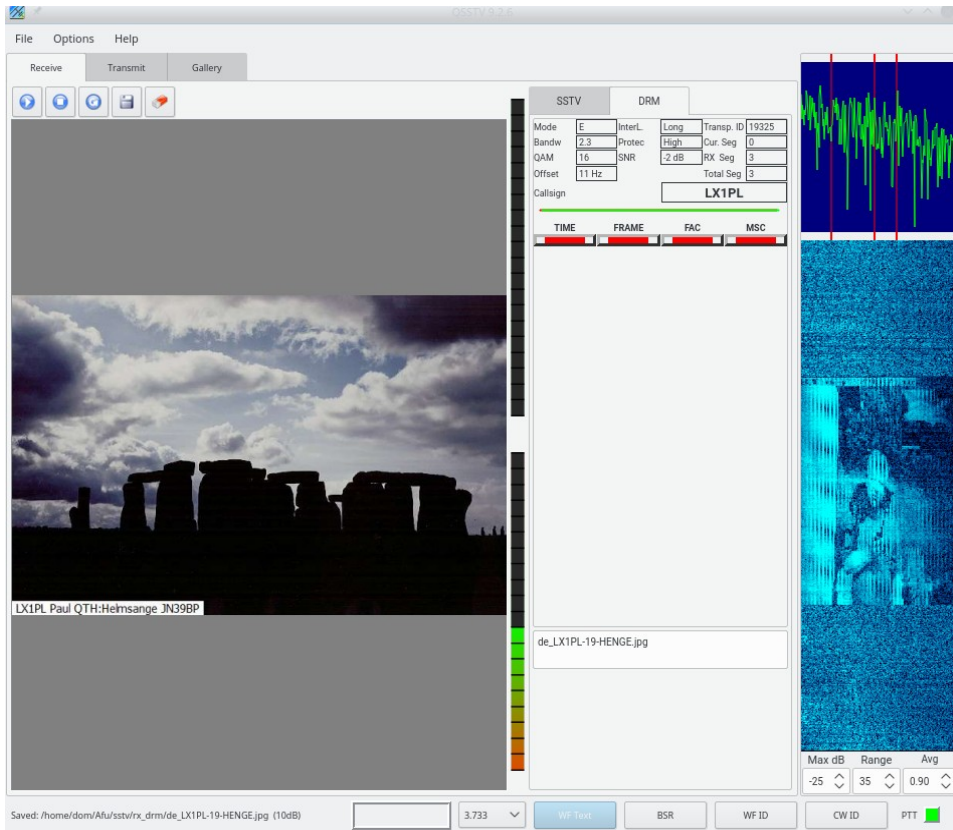 QSSTV 9.2.6
File Options Help
Receive Transmit Gallery
SSTV DRM
Mode E InterL. Long Transp. ID 19325
Bandw 2.3 Protec High Cur. Seg 0
QAM 16 SNR -2 dB RX Seg 3
Offset 11 Hz Total Seg 3
Callsign LX1PL
TIME FRAME FAC MSC
LX1PL Paul QTH:Helmsange JN39BP
de_LX1PL-19-HENGE.jpg
Max dB Range Avg
-25 35 0.90
Saved: /home/dom/Afu/sstv/rx_drm/de_LX1PL-19-HENGE.jpg (10dB) 3.733 WF Text BSR WF ID CW ID PTT